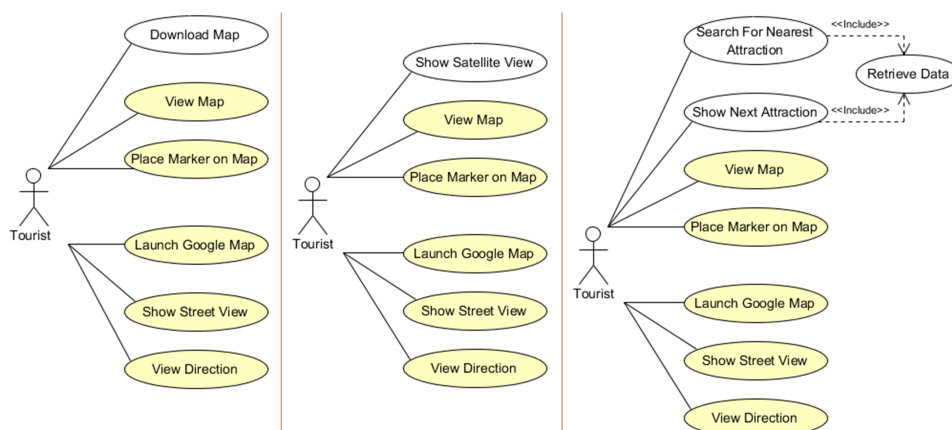 Download Map
View Map
Place Marker on Map
Tourist
Launch Google Map
Show Street View
View Direction
Show Satellite View
View Map
Place Marker on Map
Tourist
Launch Google Map
Show Street View
View Direction
Search For Nearest
Attraction
<<Include>>
Retrieve Data
Show Next Attraction
<<Include>>
View Map
Place Marker on Map
Tourist
Launch Google Map
Show Street View
View Direction